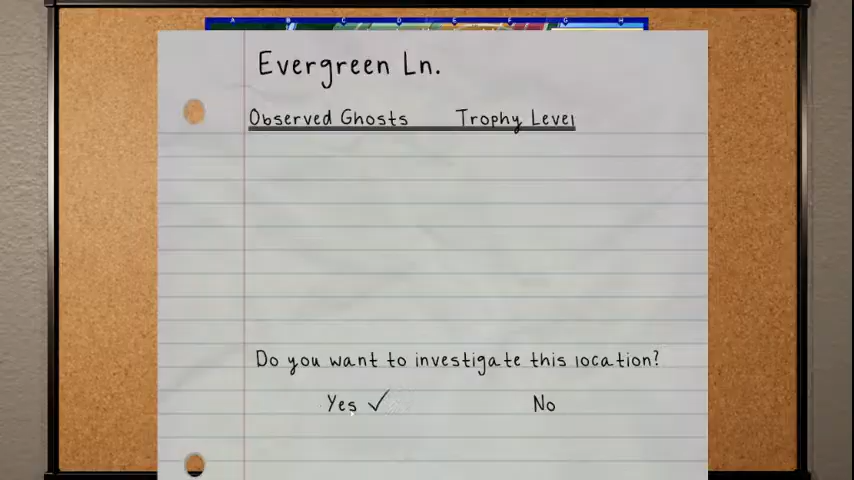 A B C D E F G H
Evergreen Ln.
Observed Ghosts Trophy Level
Do you want to investigate this location?
Yes ✓ No